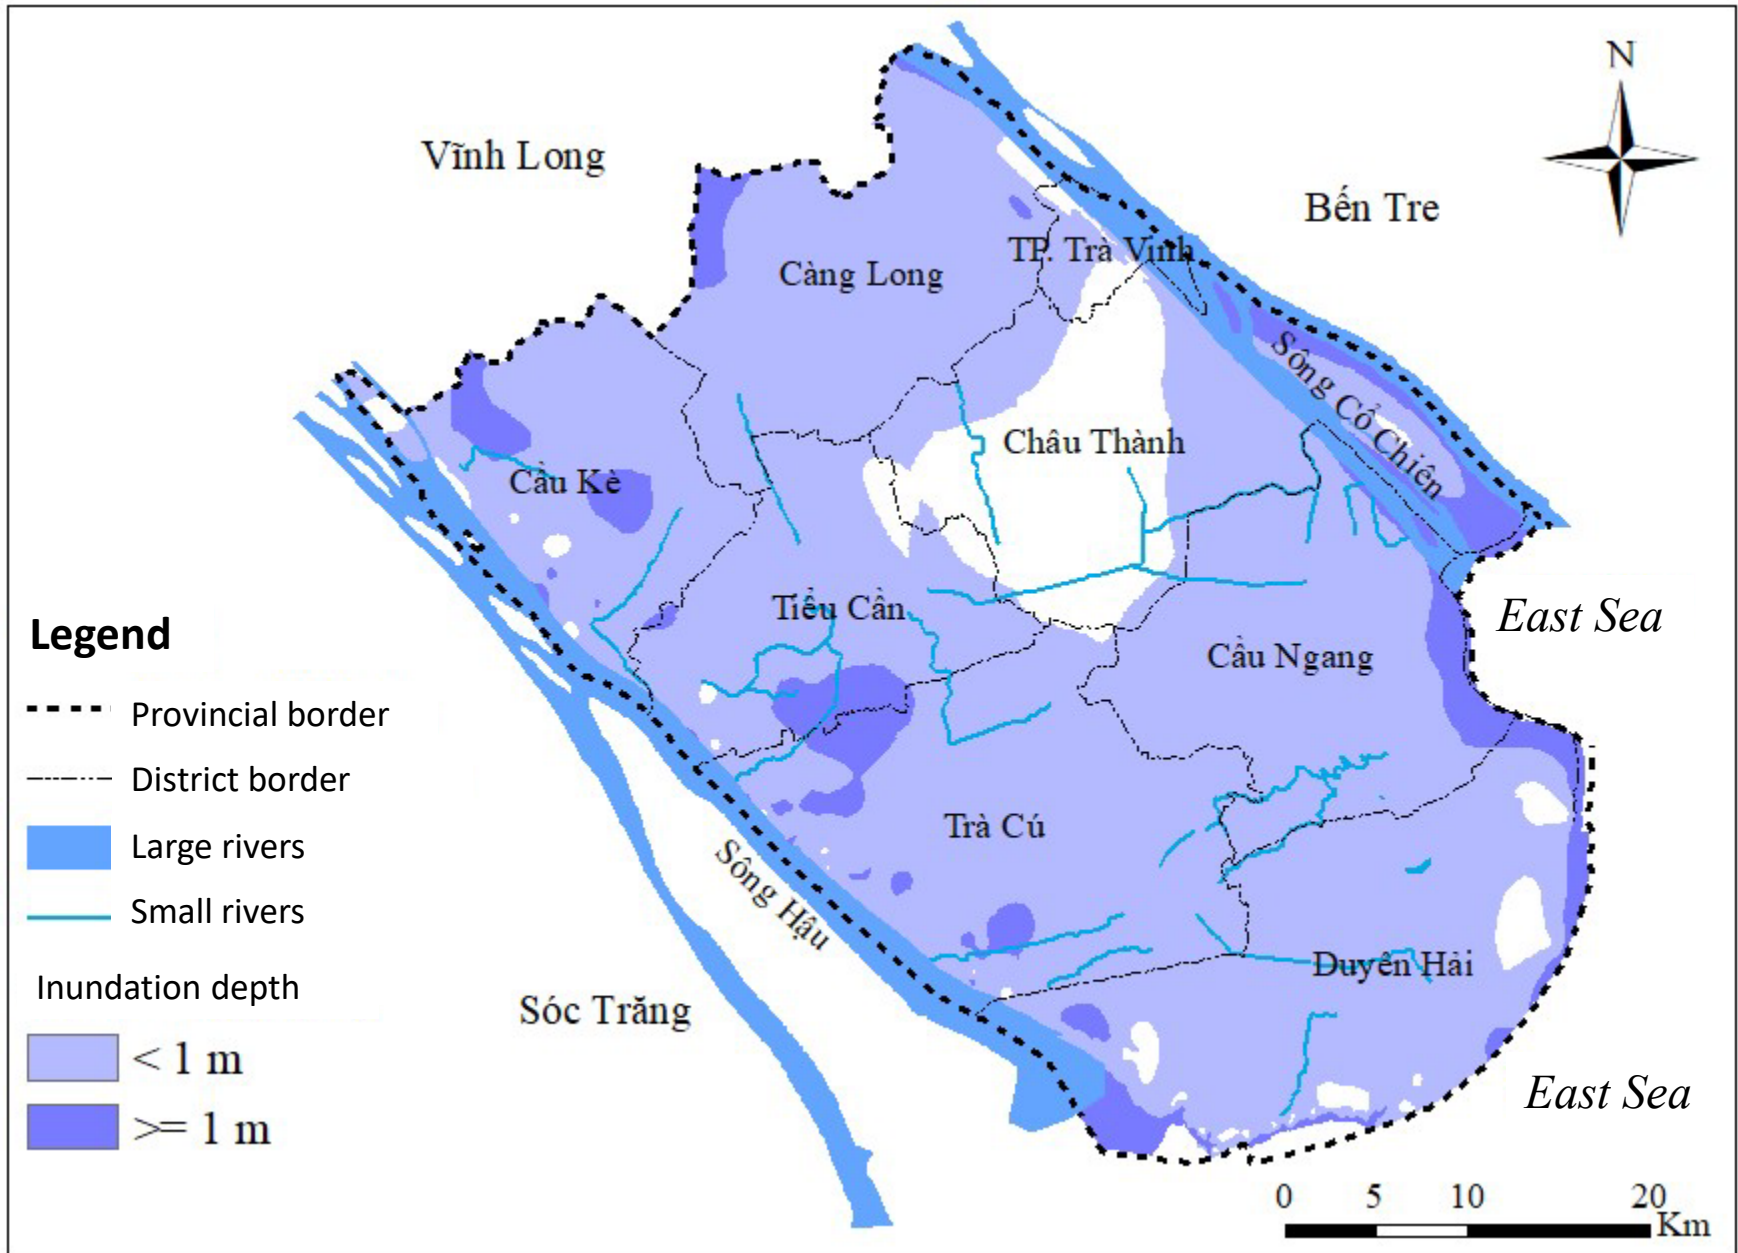 N
Vĩnh Long
Bến Tre
TP. Trà Vinh
Càng Long
Sông Cổ Chiên
Châu Thành
Cầu Kè
Tiểu Cần
East Sea
Cầu Ngang
Trà Cú
Sông Hậu
Duyên Hải
Sóc Trăng
East Sea
Legend
Provincial border
District border
Large rivers
Small rivers
Inundation depth
< 1 m
>= 1 m
0 5 10 20
Km